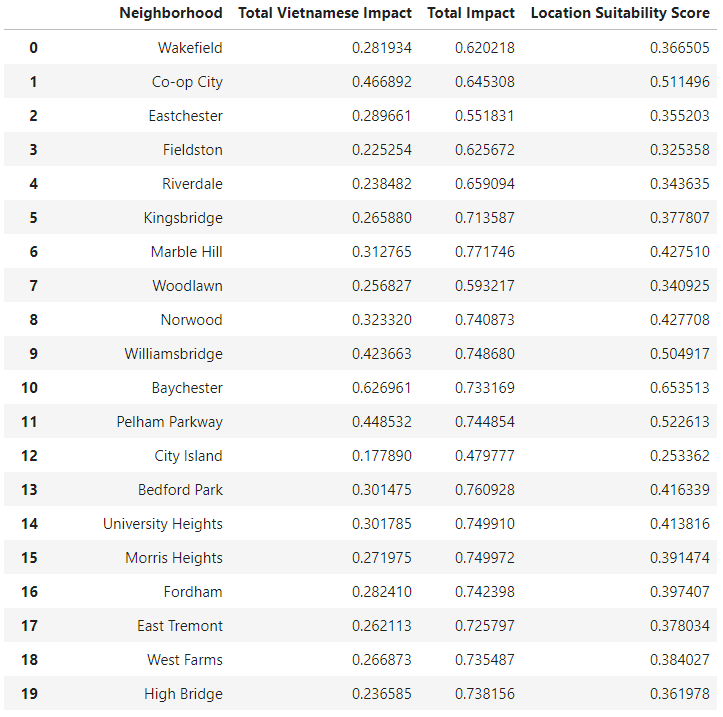 Neighborhood Total Vietnamese Impact Total Impact Location Suitability Score
0 Wakefield 0.281934 0.620218 0.366505
1 Co-op City 0.466892 0.645308 0.511496
2 Eastchester 0.289661 0.551831 0.355203
3 Fieldston 0.225254 0.625672 0.325358
4 Riverdale 0.238482 0.659094 0.343635
5 Kingsbridge 0.265880 0.713587 0.377807
6 Marble Hill 0.312765 0.771746 0.427510
7 Woodlawn 0.256827 0.593217 0.340925
8 Norwood 0.323320 0.740873 0.427708
9 Williamsbridge 0.423663 0.748680 0.504917
10 Baychester 0.626961 0.733169 0.653513
11 Pelham Parkway 0.448532 0.744854 0.522613
12 City Island 0.177890 0.479777 0.253362
13 Bedford Park 0.301475 0.760928 0.416339
14 University Heights 0.301785 0.749910 0.413816
15 Morris Heights 0.271975 0.749972 0.391474
16 Fordham 0.282410 0.742398 0.397407
17 East Tremont 0.262113 0.725797 0.378034
18 West Farms 0.266873 0.735487 0.384027
19 High Bridge 0.236585 0.738156 0.361978